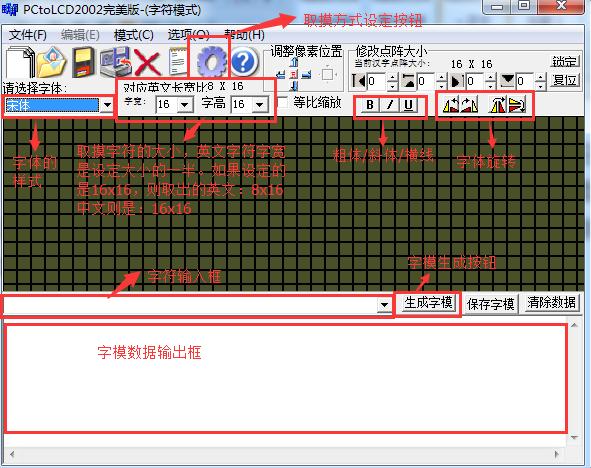 PCtoLCD2002完美版-(字符模式)
取摸方式设定按钮
文件(F) 编辑(E) 模式(C) 选项(O) 帮助(H)
调整像素位置
修改点阵大小
当前汉字点阵大小: 16 X 16
锁定
0 0 0 0
复位
请选择字体:
对应英文长宽比8 X 16
宋体
字宽: 16 字高 16 等比缩放
B I U
字体的
样式
取摸字符的大小，英文字符字宽
是设定大小的一半。如果设定的
是16x16，则取出的英文：8x16
中文则是：16x16
粗体/斜体/横线
字体旋转
字符输入框
字模生成按钮
生成字模 保存字模 清除数据
字模数据输出框